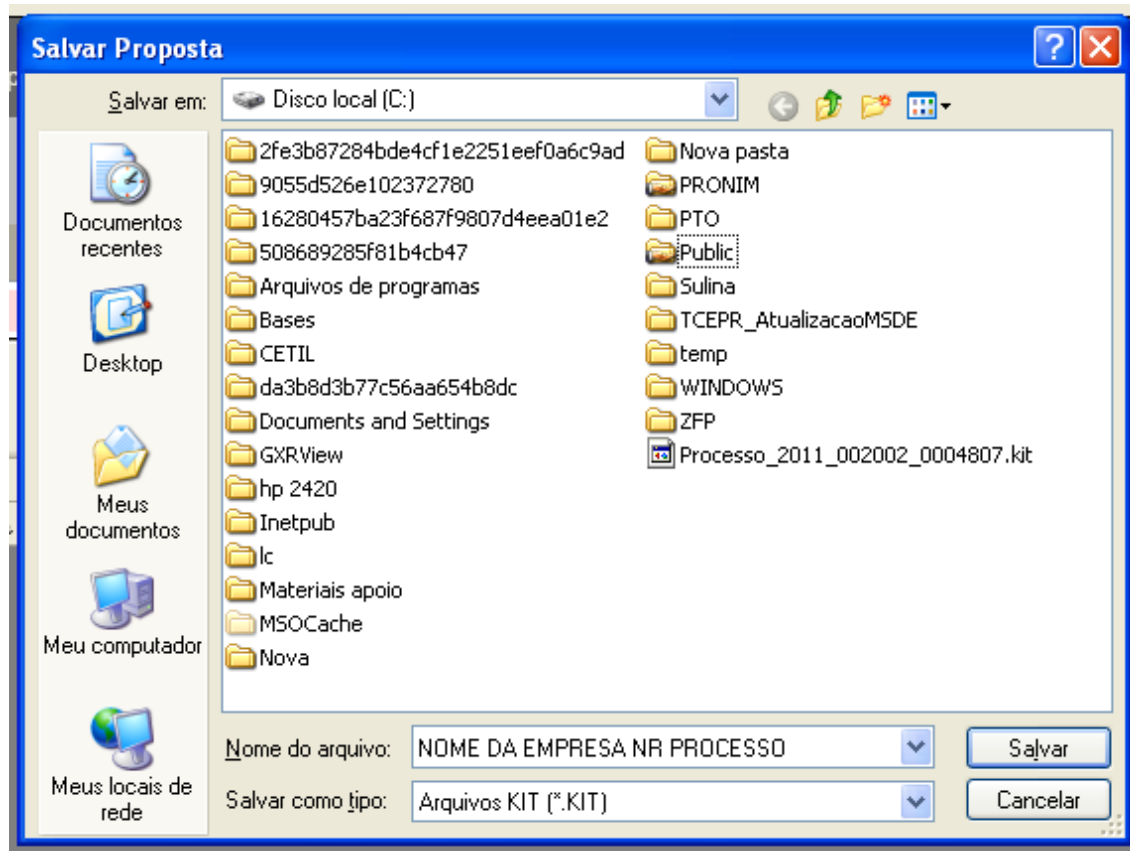 Salvar Proposta
Salvar em:
Disco local (C:)
Documentos
recentes
Desktop
Meus
documentos
Meu computador
Meus locais de
rede
2fe3b87284bde4cf1e2251eef0a6c9ad
9055d526e102372780
16280457ba23f687f9807d4eea01e2
508689285f81b4cb47
Arquivos de programas
Bases
CETIL
da3b8d3b77c56aa654b8dc
Documents and Settings
GXRView
hp 2420
Inetpub
lc
Materiais apoio
MSOCache
Nova
Nova pasta
PRONIM
PTO
Public
Sulina
TCEPR_AtualizacaoMSDE
temp
WINDOWS
ZFP
Processo_2011_002002_0004807.kit
Nome do arquivo:
NOME DA EMPRESA NR PROCESSO
Salvar
Salvar como tipo:
Arquivos KIT (*.KIT)
Cancelar